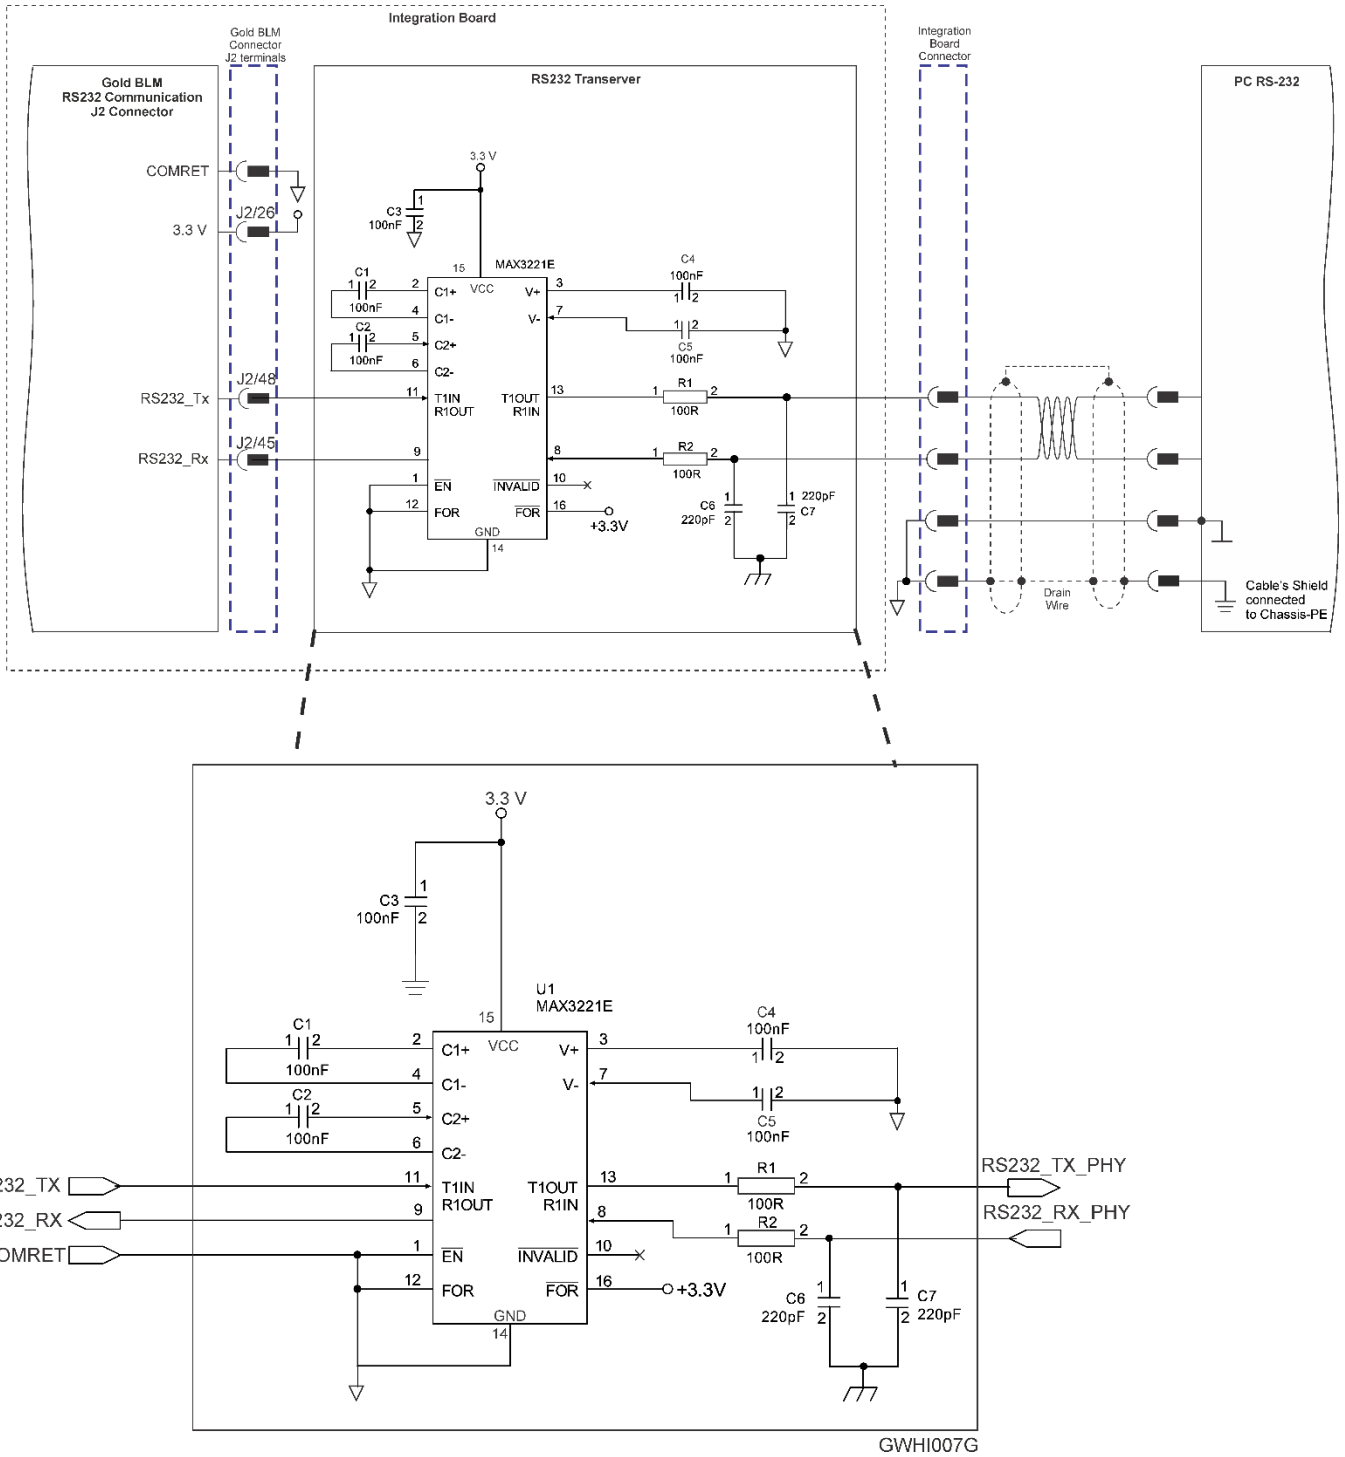 Integration Board
Gold BLM
Connector
J2 terminals
Integration
Board
Connector
Gold BLM
RS232 Communication
J2 Connector
RS232 Transerver
PC RS-232
COMRET
J2/26
3.3 V
J2/48
RS232_Tx
J2/45
RS232_Rx
3.3 V
C3
100nF
1
2
15
MAX3221E
VCC
C1
1 2
100nF
2
C1+
4
C1-
C2
1 2
100nF
5
C2+
6
C2-
11
T1IN
R1OUT
9
1
EN
12
FOR
GND
14
V+
3
V-
7
C4
100nF
1 2
1 2
C5
100nF
T1OUT
R1IN
13
8
INVALID
10
FOR
16
+3.3V
1
R1
2
100R
1
R2
2
100R
C6
220pF
1
2
1
2
220pF
C7
Drain
Wire
Cable's Shield
connected
to Chassis-PE
3.3 V
C3
100nF
1
2
U1
MAX3221E
15
VCC
C1
1 2
100nF
2
C1+
4
C1-
C2
1 2
100nF
5
C2+
6
C2-
232_TX
11
T1IN
R1OUT
232_RX
9
OMRET
1
EN
12
FOR
GND
14
V+
3
V-
7
C4
100nF
1 2
1 2
C5
100nF
T1OUT
R1IN
13
8
INVALID
10
FOR
16
+3.3V
1
R1
2
100R
1
R2
2
100R
RS232_TX_PHY
RS232_RX_PHY
C6
220pF
1
2
1
2
C7
220pF
GWHI007G